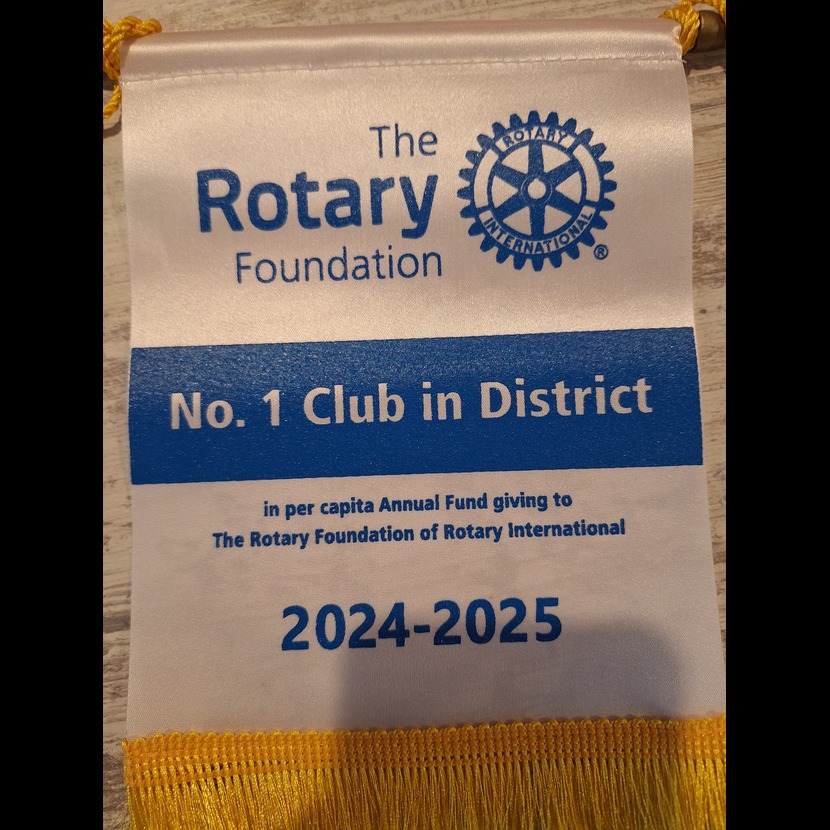 The
Rotary
Foundation
ROTARY
INTERNATIONAL
®
No. 1 Club in District
in per capita Annual Fund giving to
The Rotary Foundation of Rotary International
2024-2025